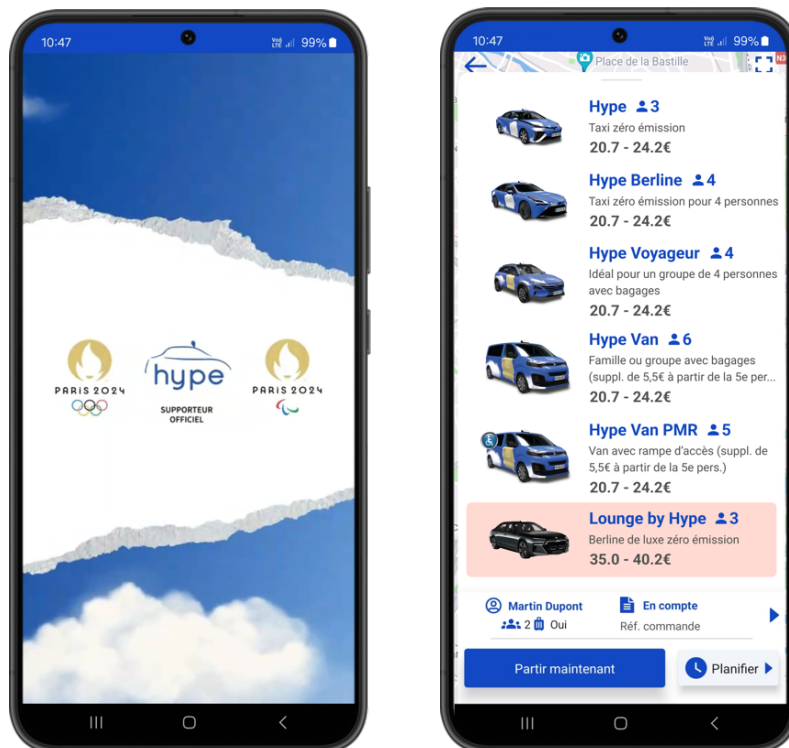 10:47
Vo)) LTE 99%
PARIS 2024
hype
SUPPORTEUR
OFFICIEL
PARIS 2024
10:47
Vo)) LTE 99%
Place de la Bastille
N3
Hype 3
Taxi zéro émission
20.7 - 24.2€
Hype Berline 4
Taxi zéro émission pour 4 personnes
20.7 - 24.2€
Hype Voyageur 4
Idéal pour un groupe de 4 personnes
avec bagages
20.7 - 24.2€
Hype Van 6
Famille ou groupe avec bagages
(suppl. de 5,5€ à partir de la 5e per...
20.7 - 24.2€
Hype Van PMR 5
Van avec rampe d'accès (suppl. de
5,5€ à partir de la 5e pers.)
20.7 - 24.2€
Lounge by Hype 3
Berline de luxe zéro émission
35.0 - 40.2€
Martin Dupont
2 Oui
En compte
Réf. commande
Partir maintenant
Planifier